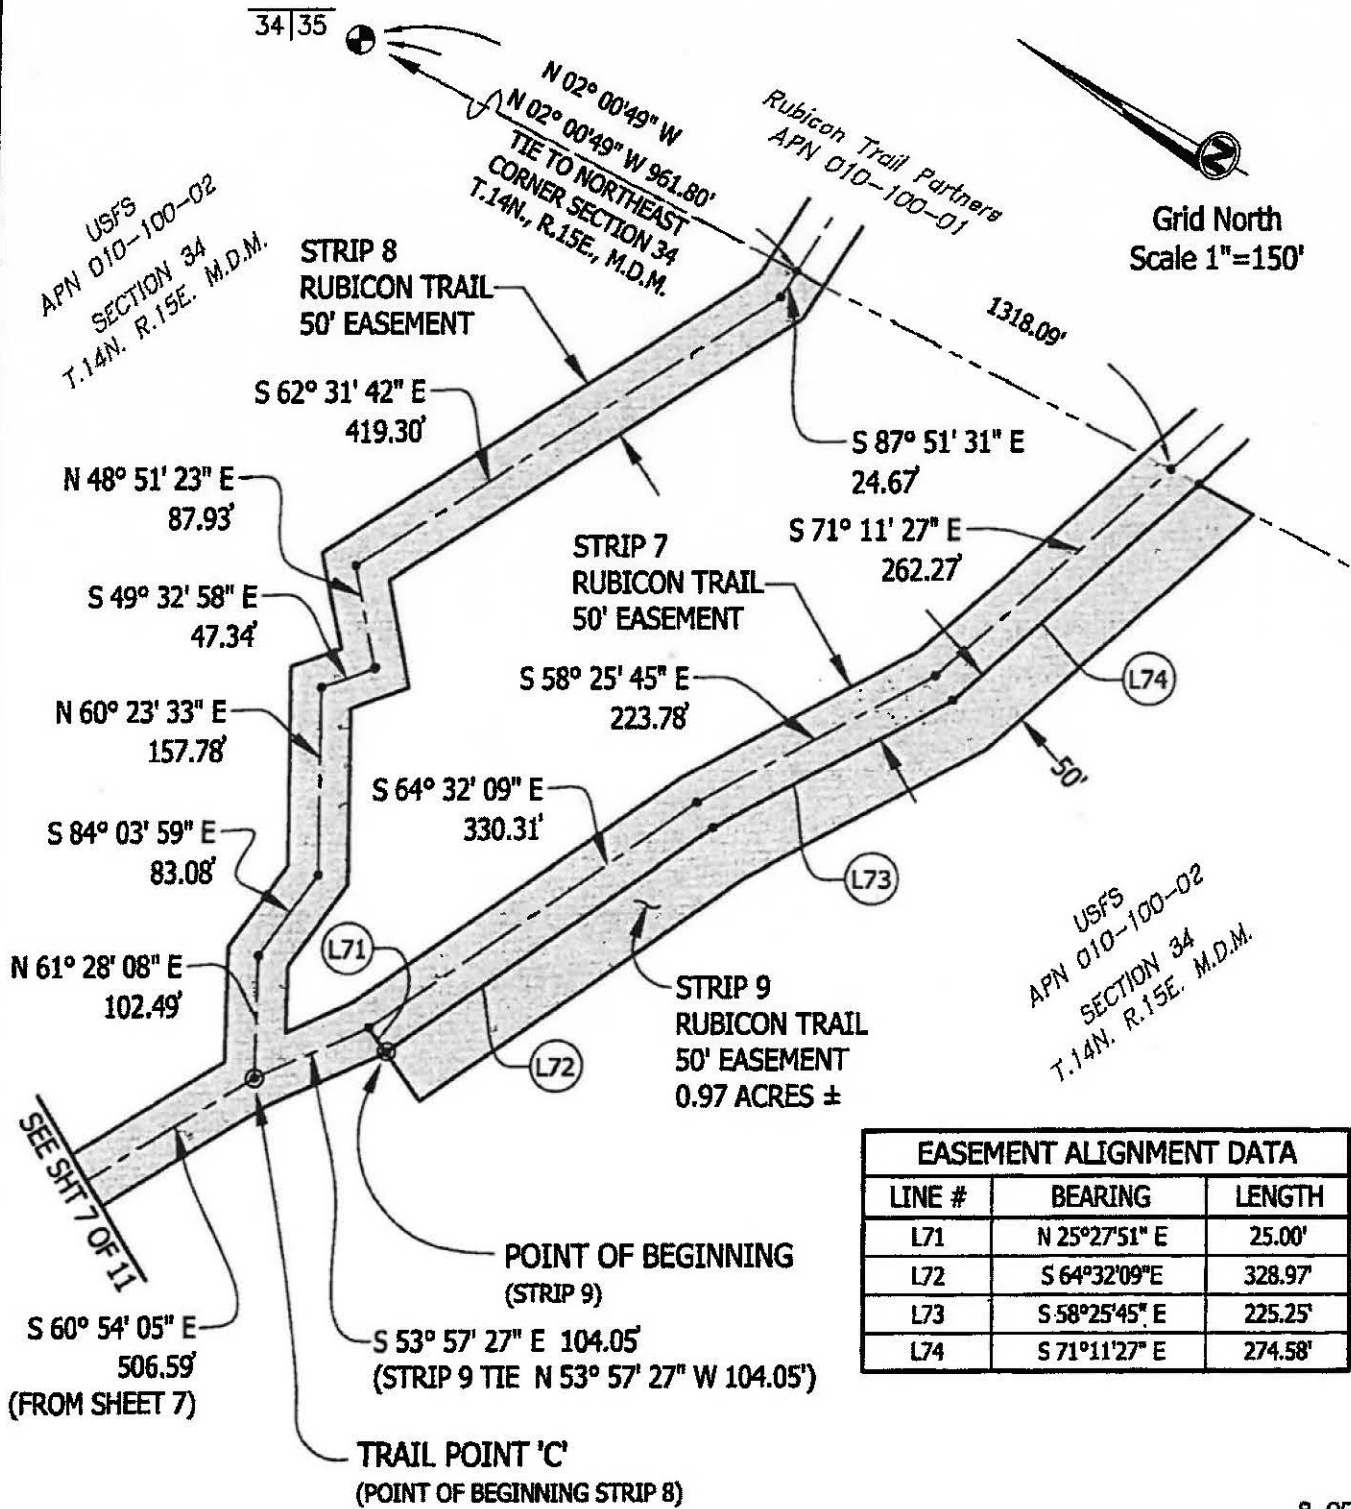 34|35
N 02° 00'49" W
N 02° 00'49" W 961.80'
TIE TO NORTHEAST
CORNER SECTION 34
T.14N., R.15E., M.D.M.
Rubicon Trail Partners
APN 010-100-01
N
Grid North
Scale 1"=150'
USFS
APN 010-100-02
SECTION 34
T.14N. R.15E. M.D.M.
STRIP 8
RUBICON TRAIL
50' EASEMENT
1318.09'
S 62° 31' 42" E
419.30'
S 87° 51' 31" E
24.67'
N 48° 51' 23" E
87.93'
S 71° 11' 27" E
262.27'
STRIP 7
RUBICON TRAIL
50' EASEMENT
S 49° 32' 58" E
47.34'
S 58° 25' 45" E
223.78'
L74
N 60° 23' 33" E
157.78'
50'
S 64° 32' 09" E
330.31'
S 84° 03' 59" E
83.08'
L73
USFS
APN 010-100-02
SECTION 34
T.14N. R.15E. M.D.M.
L71
N 61° 28' 08" E
102.49'
STRIP 9
RUBICON TRAIL
50' EASEMENT
0.97 ACRES ±
L72
SEE SHT 7 OF 11
EASEMENT ALIGNMENT DATA
LINE # BEARING LENGTH
L71 N 25°27'51" E 25.00'
L72 S 64°32'09"E 328.97'
L73 S 58°25'45" E 225.25'
L74 S 71°11'27" E 274.58'
POINT OF BEGINNING
(STRIP 9)
S 60° 54' 05" E
506.59'
(FROM SHEET 7)
S 53° 57' 27" E 104.05'
(STRIP 9 TIE N 53° 57' 27" W 104.05')
TRAIL POINT 'C'
(POINT OF BEGINNING STRIP 8)